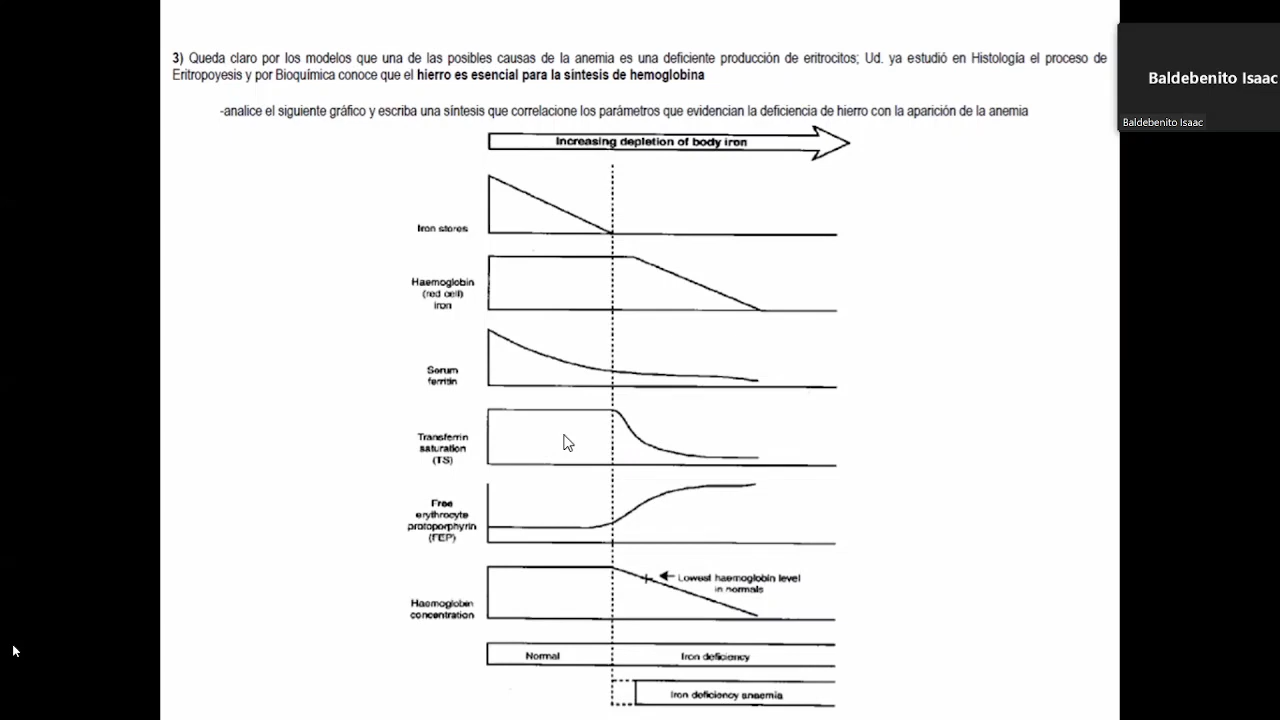 3) Queda claro por los modelos que una de las posibles causas de la anemia es una deficiente producción de eritrocitos; Ud. ya estudió en Histología el proceso de
Eritropoyesis y por Bioquímica conoce que el hierro es esencial para la síntesis de hemoglobina
-analice el siguiente gráfico y escriba una síntesis que correlacione los parámetros que evidencian la deficiencia de hierro con la aparición de la anemia
Increasing depletion of body iron
Iron stores
Haemoglobin
(red cell)
iron
Serum
ferritin
Transferrin
saturation
(TS)
Free
erythrocyte
protoporphyrin
(FEP)
Lowest haemoglobin level
in normals
Haemoglobin
concentration
Normal
Iron deficiency
Iron deficiency anaemia
Baldebenito Isaac
Baldebenito Isaac